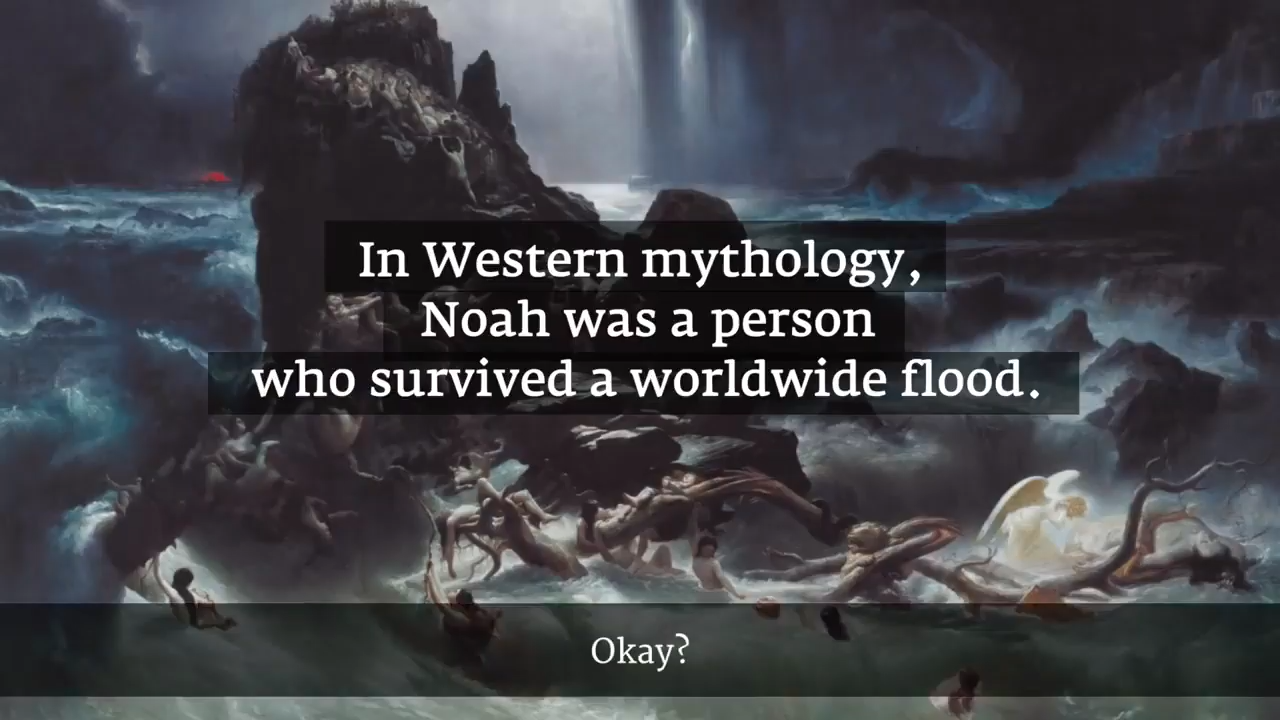 In Western mythology,
Noah was a person
who survived a worldwide flood.
Okay?